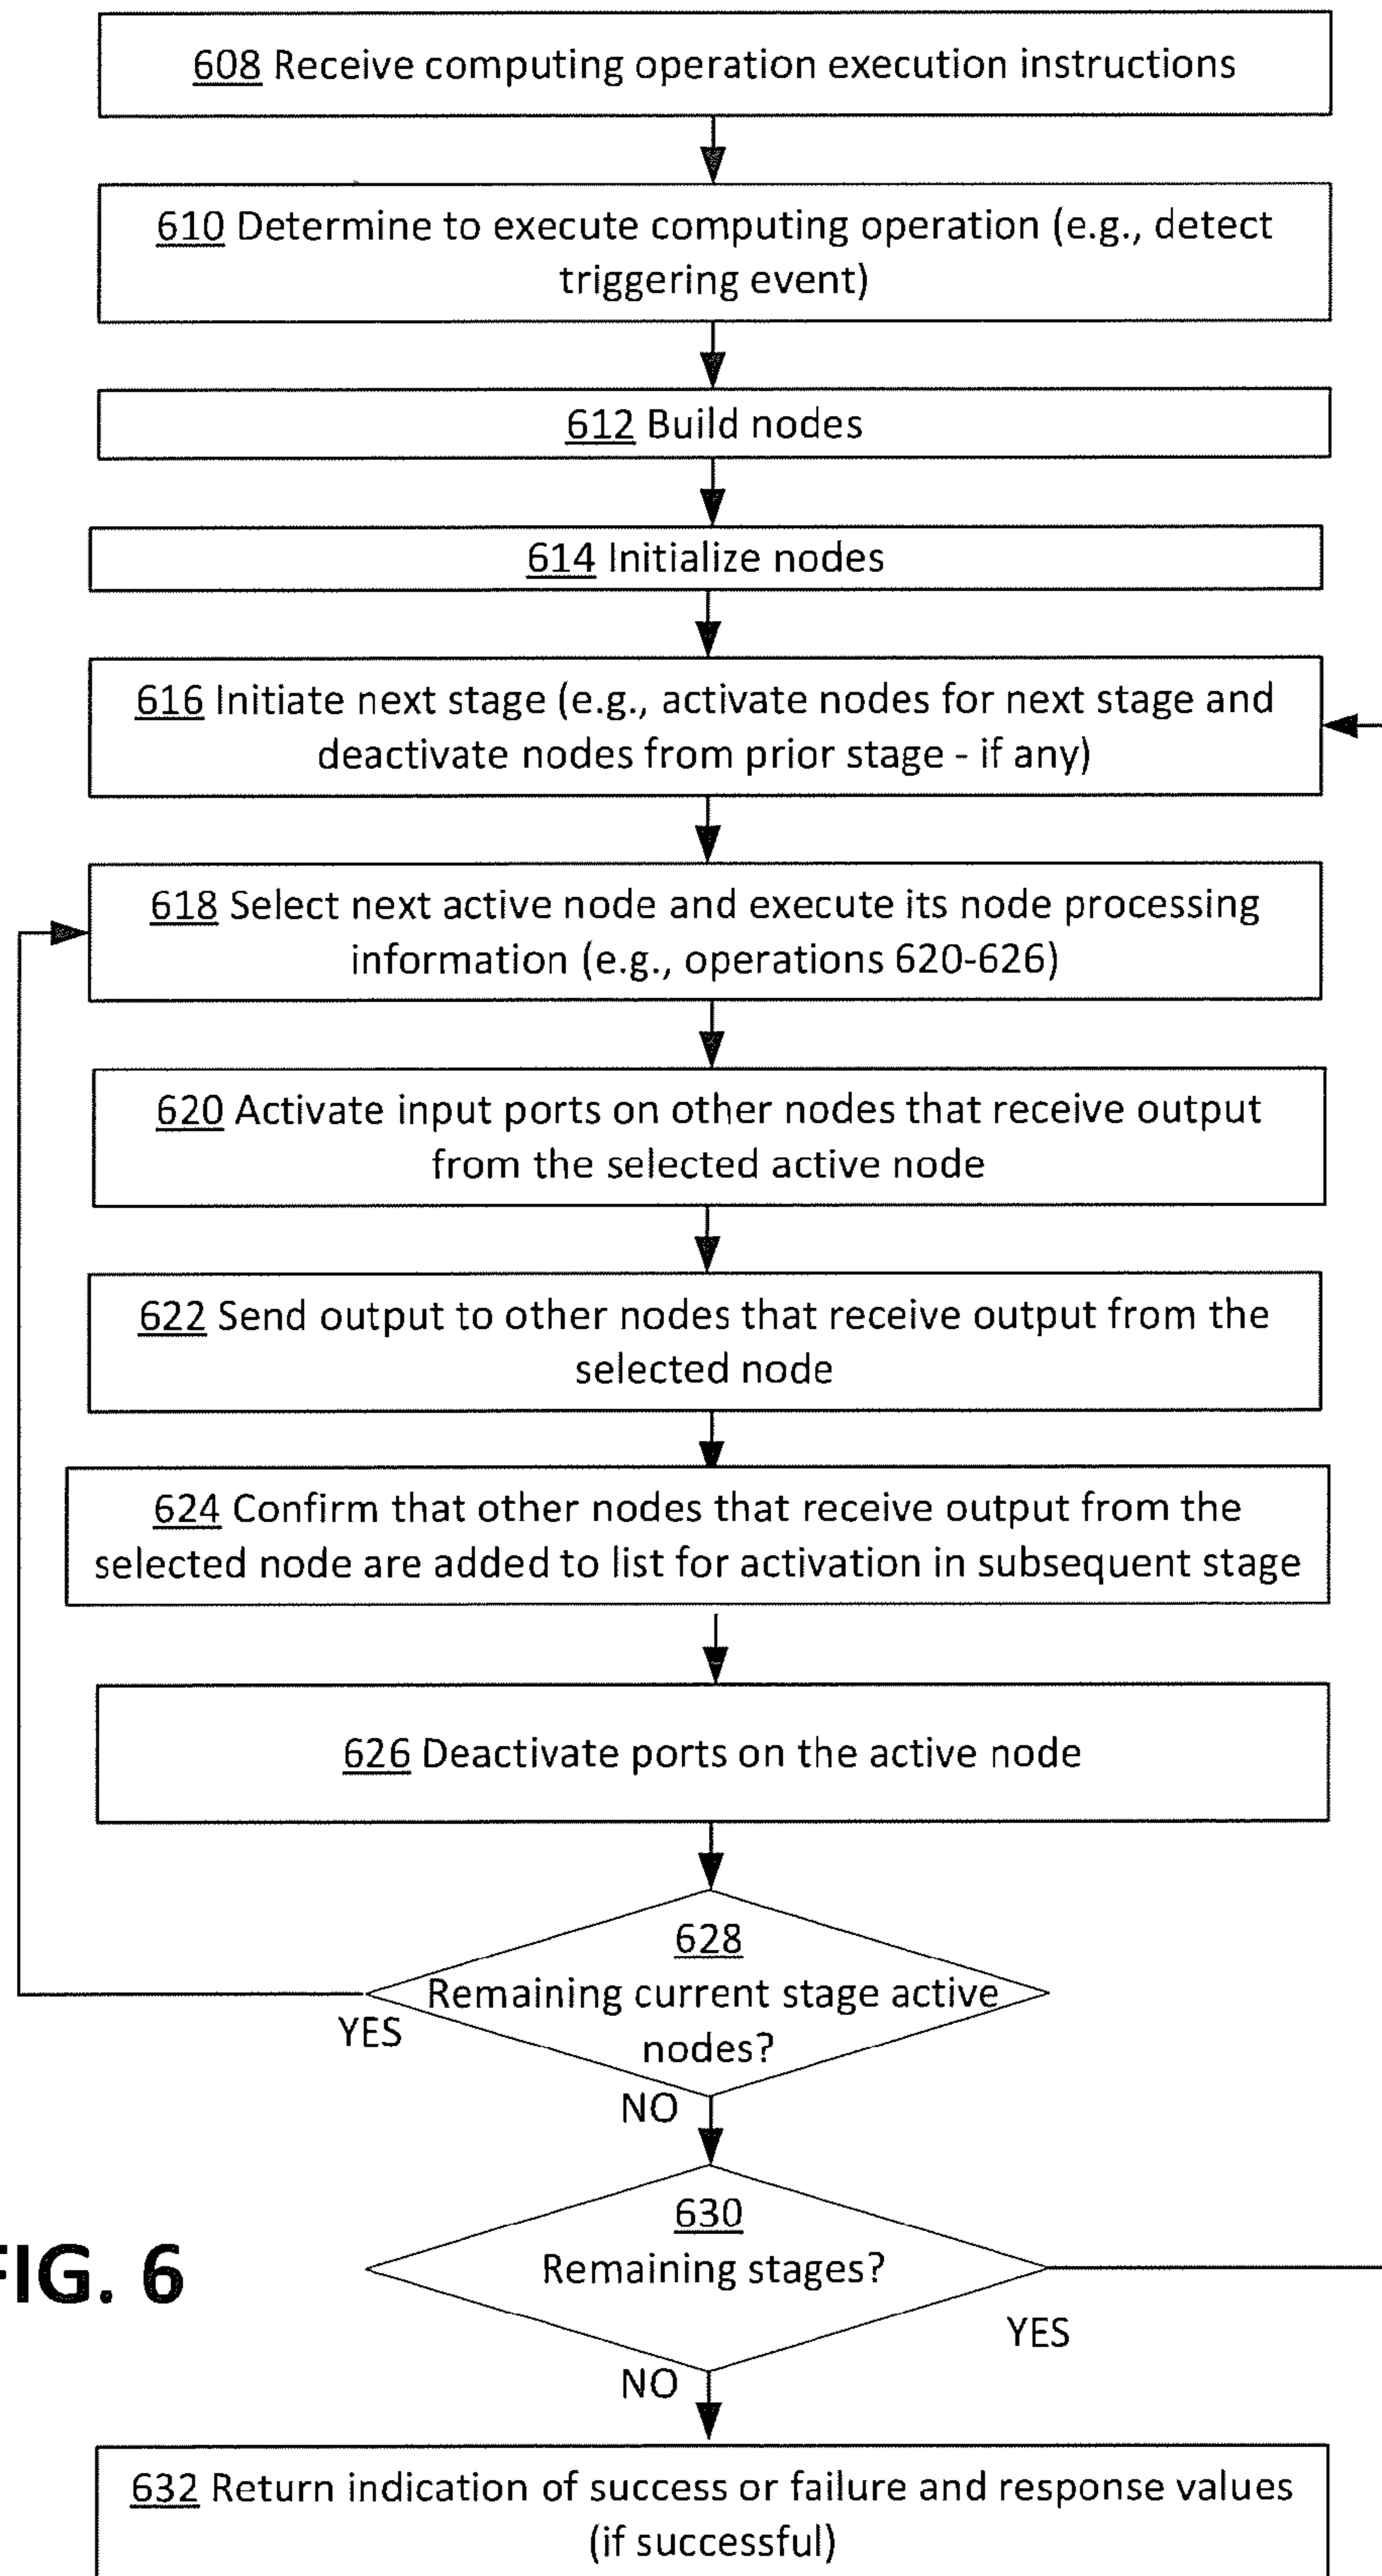 608 Receive computing operation execution instructions
610 Determine to execute computing operation (e.g., detect
triggering event)
612 Build nodes
614 Initialize nodes
616 Initiate next stage (e.g., activate nodes for next stage and
deactivate nodes from prior stage - if any)
618 Select next active node and execute its node processing
information (e.g., operations 620-626)
620 Activate input ports on other nodes that receive output
from the selected active node
622 Send output to other nodes that receive output from the
selected node
624 Confirm that other nodes that receive output from the
selected node are added to list for activation in subsequent stage
626 Deactivate ports on the active node
628
Remaining current stage active
nodes?
YES
NO
630
Remaining stages?
FIG. 6
YES
NO
632 Return indication of success or failure and response values
(if successful)